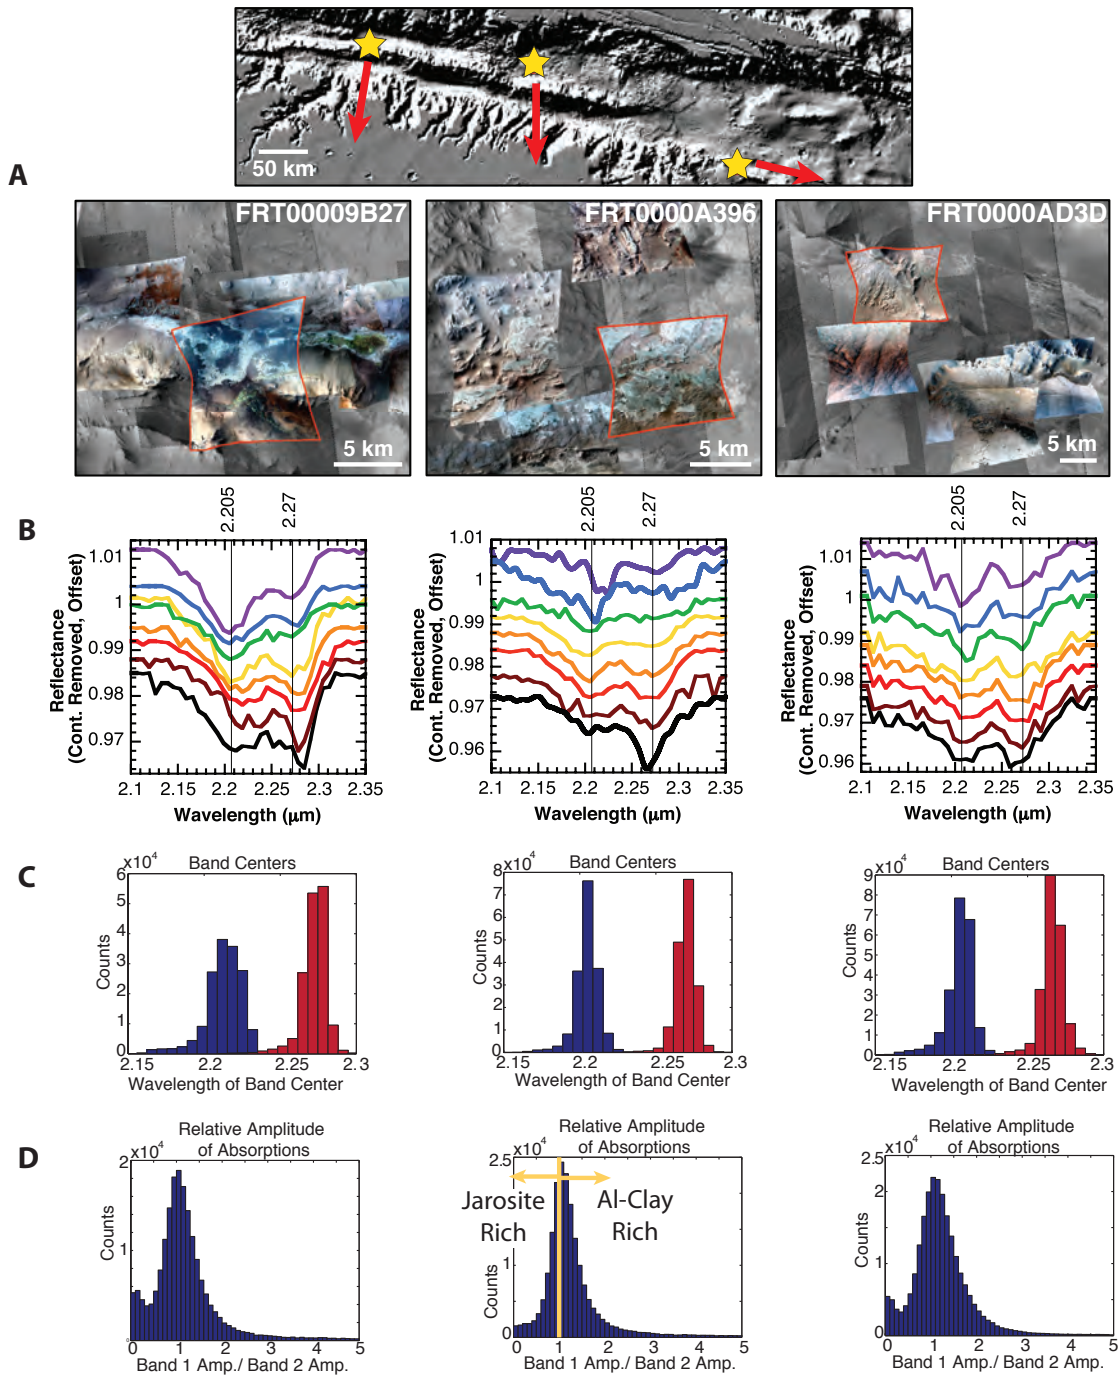 50 km
A
FRT00009B27
FRT0000A396
FRT0000AD3D
5 km
5 km
5 km
B
2.205
2.27
2.205
2.27
2.205
2.27
Reflectance
(Cont. Removed, Offset)
1.01
1
0.99
0.98
0.97
2.1
2.15
2.2
2.25
2.3
2.35
Wavelength (μm)
Reflectance
(Cont. Removed, Offset)
1.01
1
0.99
0.98
0.97
0.96
2.1
2.15
2.2
2.25
2.3
2.35
Wavelength (μm)
Reflectance
(Cont. Removed, Offset)
1.01
1
0.99
0.98
0.97
0.96
2.1
2.15
2.2
2.25
2.3
2.35
Wavelength (μm)
C
Band Centers
x10⁴
6
5
4
3
2
1
0
Counts
2.15
2.2
2.25
2.3
Wavelength of Band Center
Band Centers
x10⁴
8
7
6
5
4
3
2
1
0
Counts
2.15
2.2
2.25
2.3
Wavelength of Band Center
Band Centers
x10⁴
9
8
7
6
5
4
3
2
1
0
Counts
2.15
2.2
2.25
2.3
Wavelength of Band Center
D
Relative Amplitude
of Absorptions
x10⁴
2
1
0
Counts
0
1
2
3
4
5
Band 1 Amp./ Band 2 Amp.
Relative Amplitude
of Absorptions
x10⁴
2.5
2
1
0
Counts
Jarosite
Rich
Al-Clay
Rich
0
1
2
3
4
5
Band 1 Amp./ Band 2 Amp.
Relative Amplitude
of Absorptions
x10⁴
2.5
2
1
0
Counts
0
1
2
3
4
5
Band 1 Amp./ Band 2 Amp.